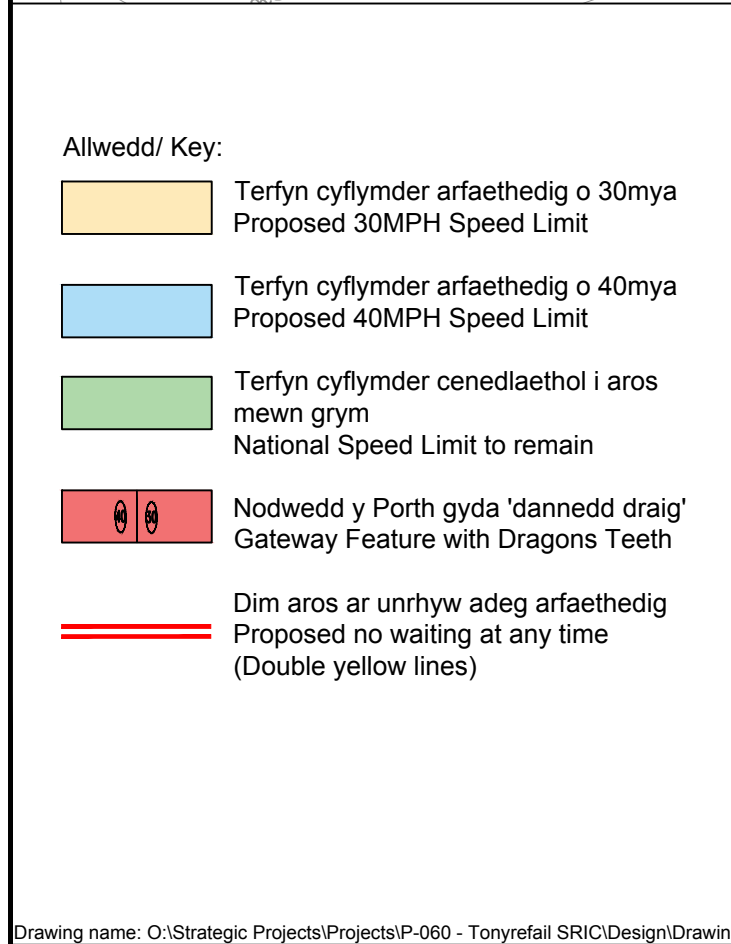 Allwedd/ Key:
Terfyn cyflymder arfaethedig o 30mya
Proposed 30MPH Speed Limit
Terfyn cyflymder arfaethedig o 40mya
Proposed 40MPH Speed Limit
Terfyn cyflymder cenedlaethol i aros
mewn grym
National Speed Limit to remain
40 30
Nodwedd y Porth gyda 'dannedd draig'
Gateway Feature with Dragons Teeth
Dim aros ar unrhyw adeg arfaethedig
Proposed no waiting at any time
(Double yellow lines)
Drawing name: O:\Strategic Projects\Projects\P-060 - Tonyrefail SRIC\Design\Drawin